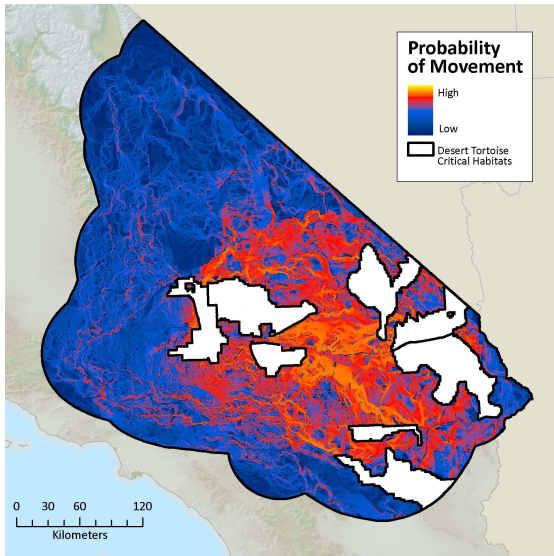 Probability
of Movement
High
Low
Desert Tortoise
Critical Habitats
0 30 60 120
Kilometers